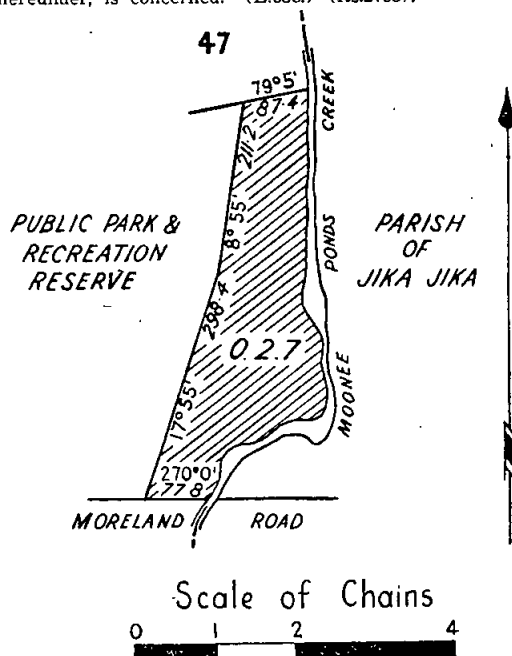 hereunder, is concerned.
47
79°5'
87.4
CREEK
211.2
8°55'
PUBLIC PARK &
RECREATION
RESERVE
PONDS
PARISH
OF
JIKA JIKA
298.4
0.2.7
MOONEE
17°55'
270°0'
77 8
MORELAND ROAD
Scale of Chains
0 1 2 4